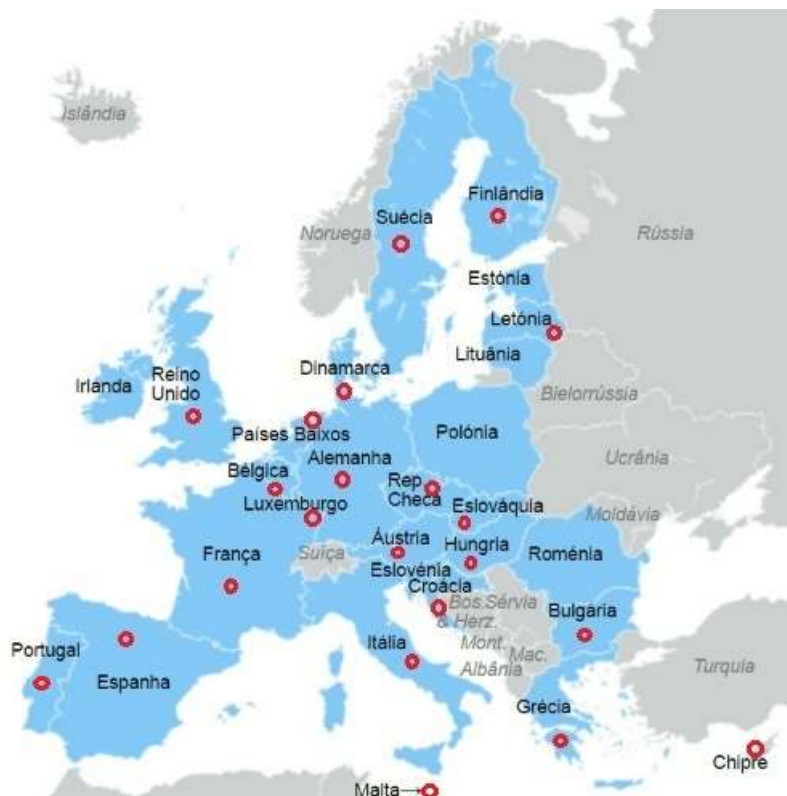 Islândia
Finlândia
Suécia
Noruega
Rússia
Estónia
Letónia
Lituânia
Dinamarca
Irlanda
Reino
Unido
Bielorrússia
Países Baixos
Polónia
Alemanha
Ucrânia
Bélgica
Rep.
Checa
Luxemburgo
Eslováquia
Moldávia
Áustria
Hungria
França
Suíça
Roménia
Eslovénia
Croácia
Bos.
& Herz.
Sérvia
Bulgária
Portugal
Itália
Mont.
Mac.
Albânia
Espanha
Turquia
Grécia
Chipre
Malta→